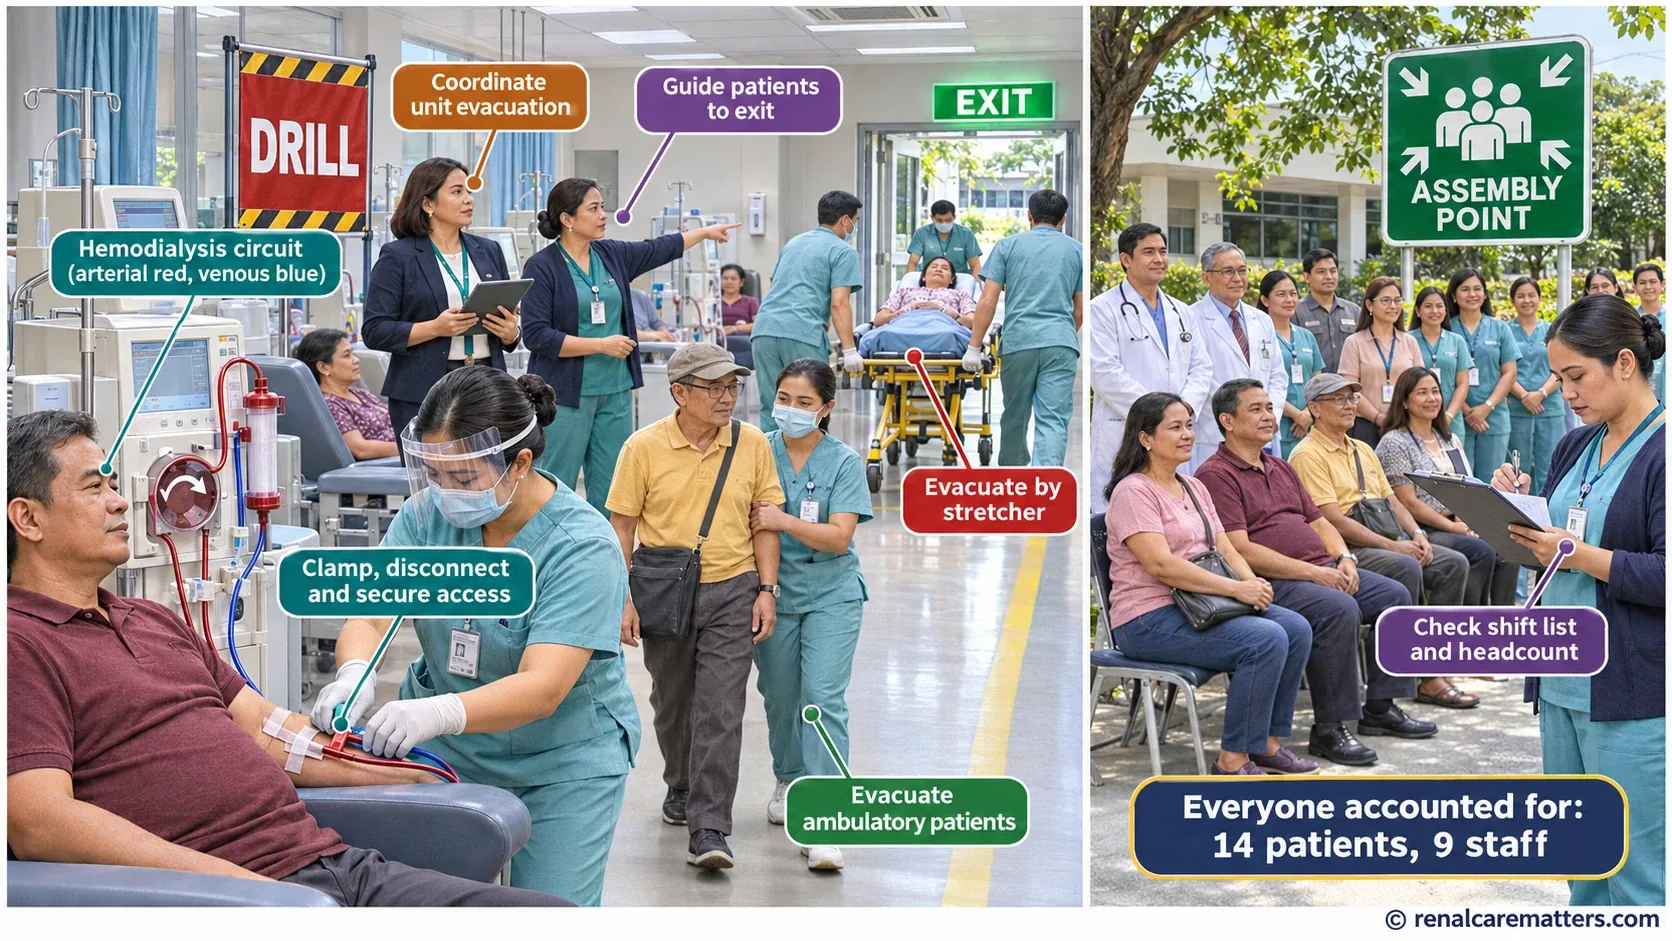 DRILL
Coordinate
unit evacuation
Guide patients
to exit
EXIT
Hemodialysis circuit
(arterial red, venous blue)
Clamp, disconnect
and secure access
Evacuate by
stretcher
Evacuate
ambulatory patients
ASSEMBLY
POINT
Check shift list
and headcount
Everyone accounted for:
14 patients, 9 staff
© renalcarematters.com